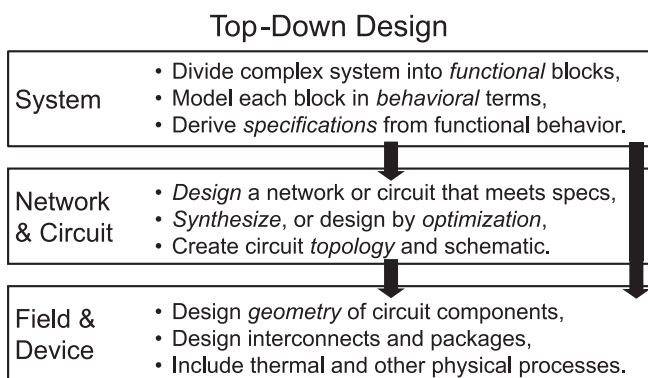 Top-Down Design
System
• Divide complex system into functional blocks,
• Model each block in behavioral terms,
• Derive specifications from functional behavior.
Network
& Circuit
• Design a network or circuit that meets specs,
• Synthesize, or design by optimization,
• Create circuit topology and schematic.
Field &
Device
• Design geometry of circuit components,
• Design interconnects and packages,
• Include thermal and other physical processes.